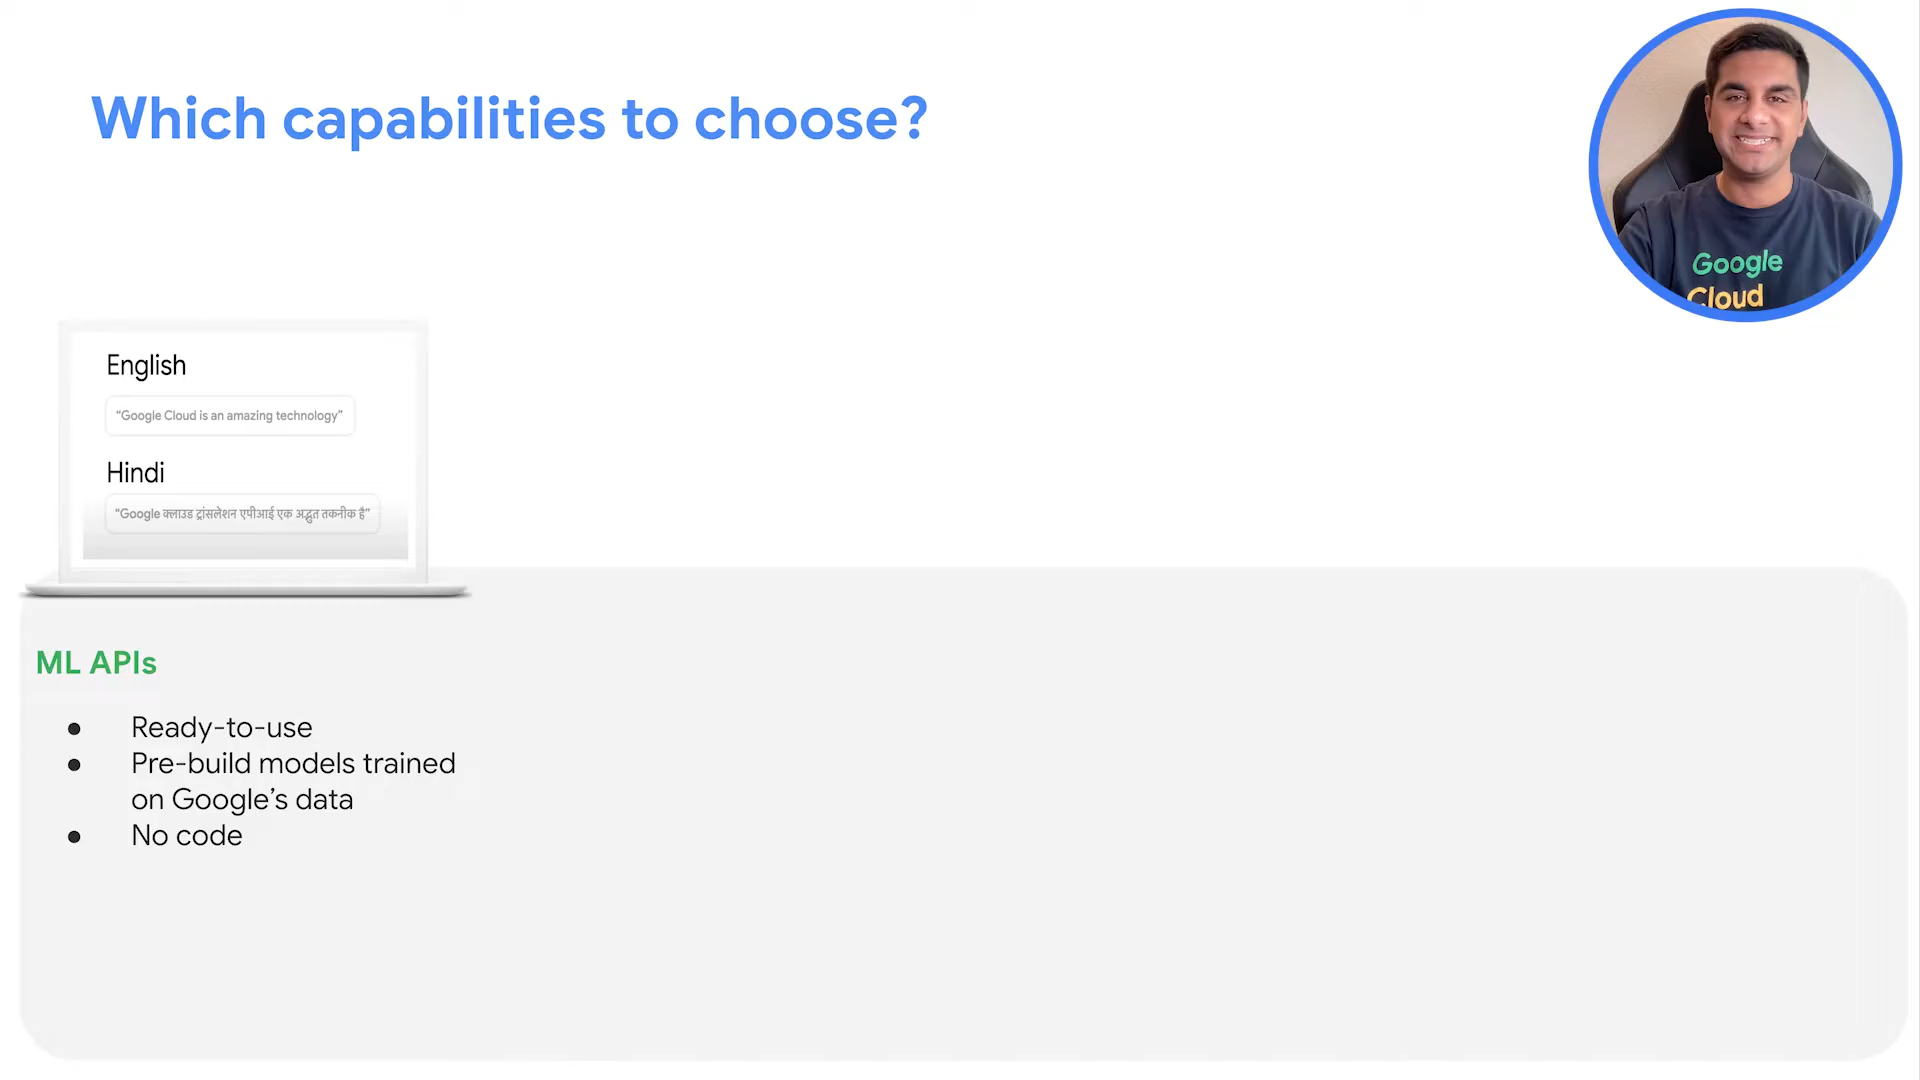 Which capabilities to choose?
Google
Cloud
English
“Google Cloud is an amazing technology”
Hindi
“Google क्लाउड ट्रांसलेशन एपीआई एक अद्भुत तकनीक है”
ML APIs
● Ready-to-use
● Pre-build models trained
on Google’s data
● No code